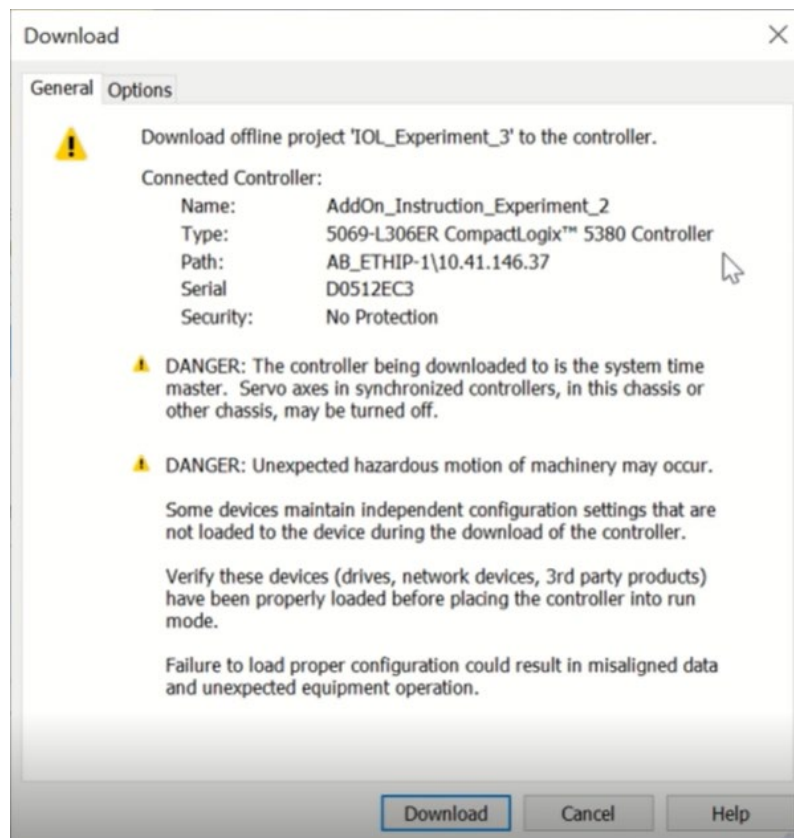 Download
General Options
Download offline project 'IOL_Experiment_3' to the controller.
Connected Controller:
Name: AddOn_Instruction_Experiment_2
Type: 5069-L306ER CompactLogix™ 5380 Controller
Path: AB_ETHIP-1\10.41.146.37
Serial D0512EC3
Security: No Protection
DANGER: The controller being downloaded to is the system time
master. Servo axes in synchronized controllers, in this chassis or
other chassis, may be turned off.
DANGER: Unexpected hazardous motion of machinery may occur.
Some devices maintain independent configuration settings that are
not loaded to the device during the download of the controller.
Verify these devices (drives, network devices, 3rd party products)
have been properly loaded before placing the controller into run
mode.
Failure to load proper configuration could result in misaligned data
and unexpected equipment operation.
Download Cancel Help